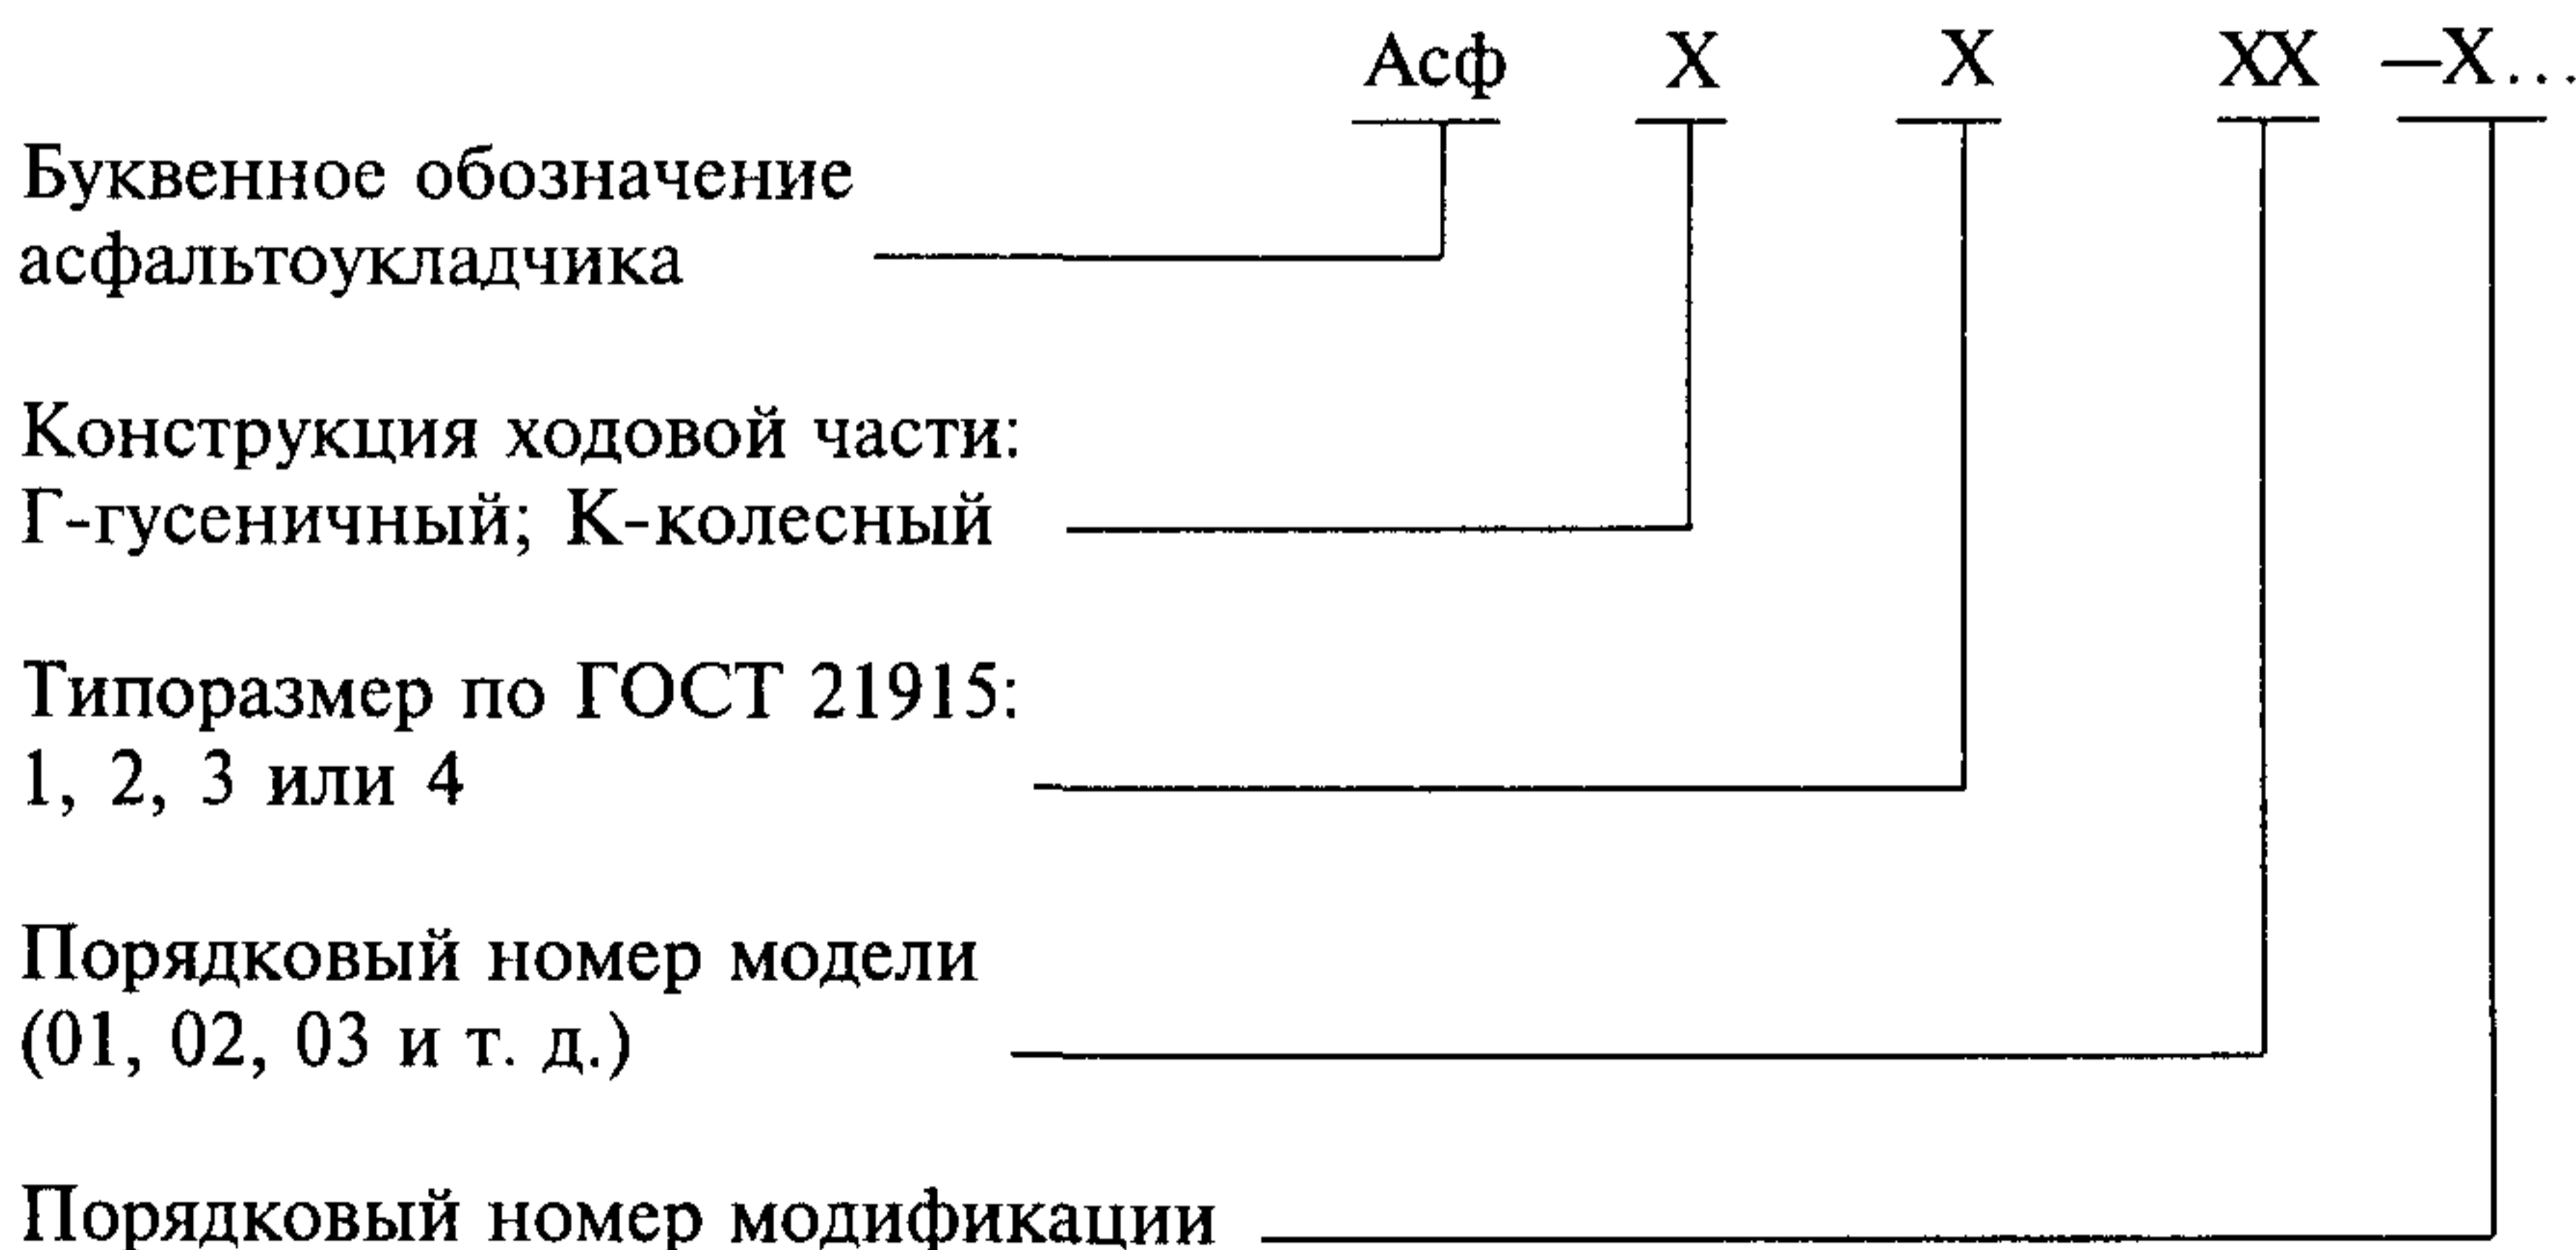 Асф Х Х ХХ —Х...
Буквенное обозначение
асфальтоукладчика
Конструкция ходовой части:
Г-гусеничный; К-колесный
Типоразмер по ГОСТ 21915:
1, 2, 3 или 4
Порядковый номер модели
(01, 02, 03 и т. д.)
Порядковый номер модификации